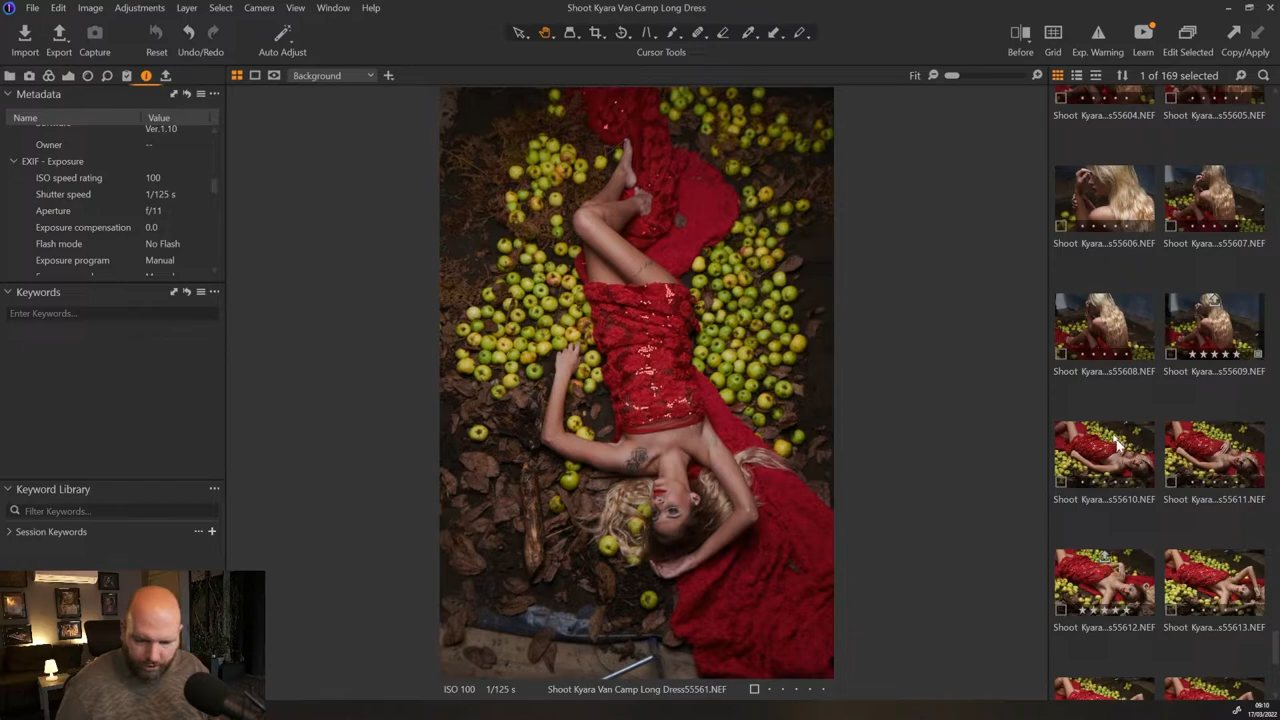 File Edit Image Adjustments Layer Select Camera View Window Help
Shoot Kyara Van Camp Long Dress
Import Export Capture Reset Undo/Redo Auto Adjust
Cursor Tools
Before Grid Exp. Warning Learn Edit Selected Copy/Apply
Background
Fit
1 of 169 selected
Metadata
Name Value
Ver.1.10
Owner --
EXIF - Exposure
ISO speed rating 100
Shutter speed 1/125 s
Aperture f/11
Exposure compensation 0.0
Flash mode No Flash
Exposure program Manual
Keywords
Enter Keywords...
Keyword Library
Filter Keywords...
Session Keywords
Shoot Kyara...s55604.NEF Shoot Kyara...s55605.NEF
Shoot Kyara...s55606.NEF Shoot Kyara...s55607.NEF
Shoot Kyara...s55608.NEF Shoot Kyara...s55609.NEF
Shoot Kyara...s55610.NEF Shoot Kyara...s55611.NEF
Shoot Kyara...s55612.NEF Shoot Kyara...s55613.NEF
ISO 100 1/125 s Shoot Kyara Van Camp Long Dress55561.NEF
09:10
17/03/2022